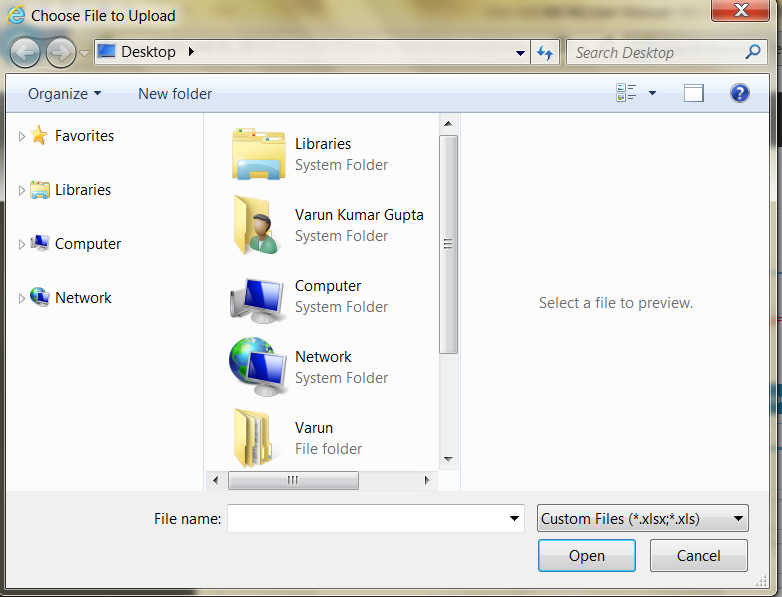 Choose File to Upload
Desktop
Search Desktop
Organize
New folder
Favorites
Libraries
Computer
Network
Libraries
System Folder
Varun Kumar Gupta
System Folder
Computer
System Folder
Network
System Folder
Varun
File folder
Select a file to preview.
File name:
Custom Files (*.xlsx;*.xls)
Open
Cancel